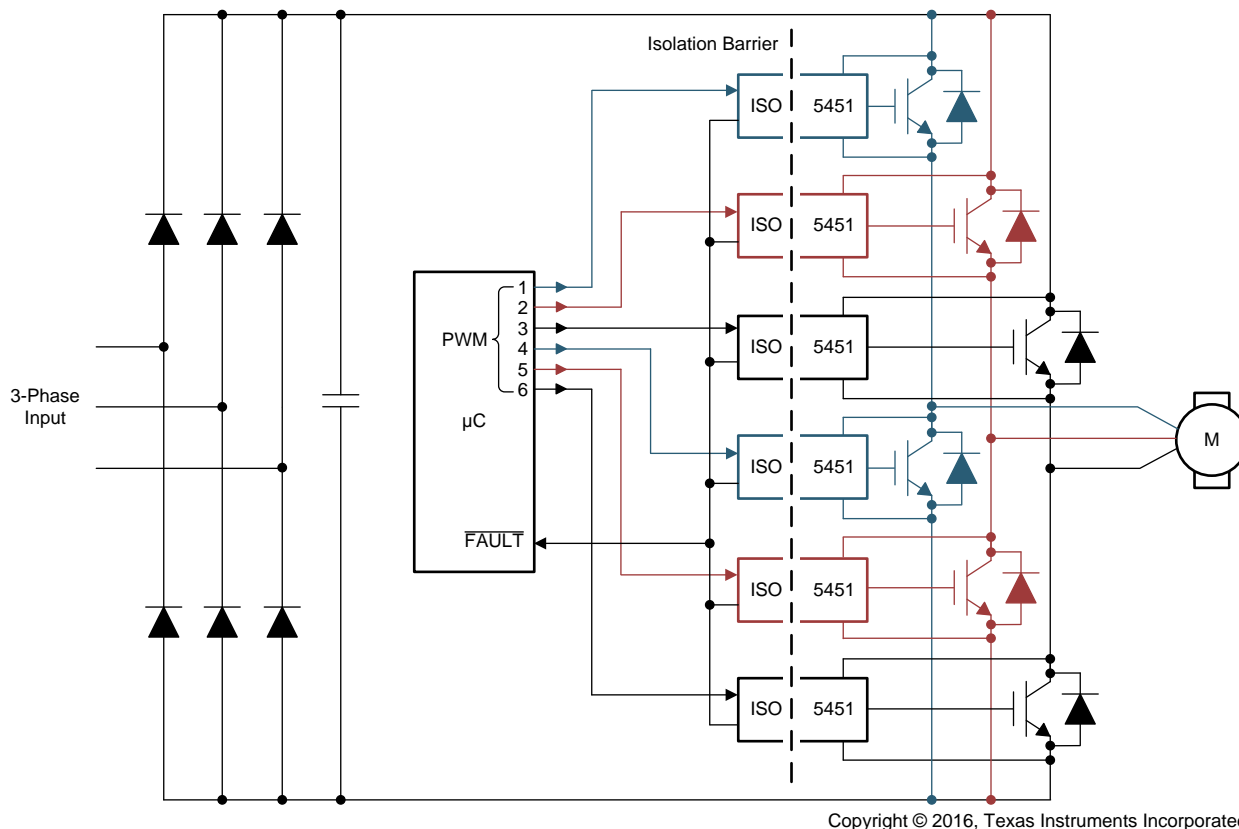 Isolation Barrier
ISO 5451
ISO 5451
1
2
3
4
5
6
PWM
ISO 5451
3-Phase
Input
µC
M
ISO 5451
FAULT
ISO 5451
ISO 5451
Copyright © 2016, Texas Instruments Incorporated